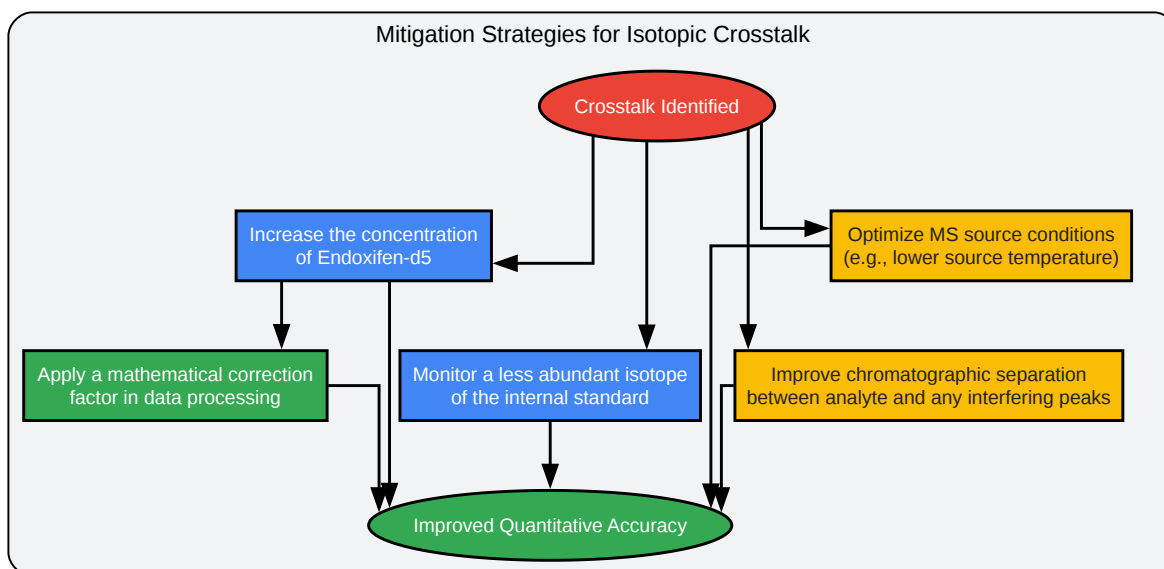 Mitigation Strategies for Isotopic Crosstalk
Crosstalk Identified
Increase the concentration
of Endoxifen-d5
Optimize MS source conditions
(e.g., lower source temperature)
Apply a mathematical correction
factor in data processing
Monitor a less abundant isotope
of the internal standard
Improve chromatographic separation
between analyte and any interfering peaks
Improved Quantitative Accuracy